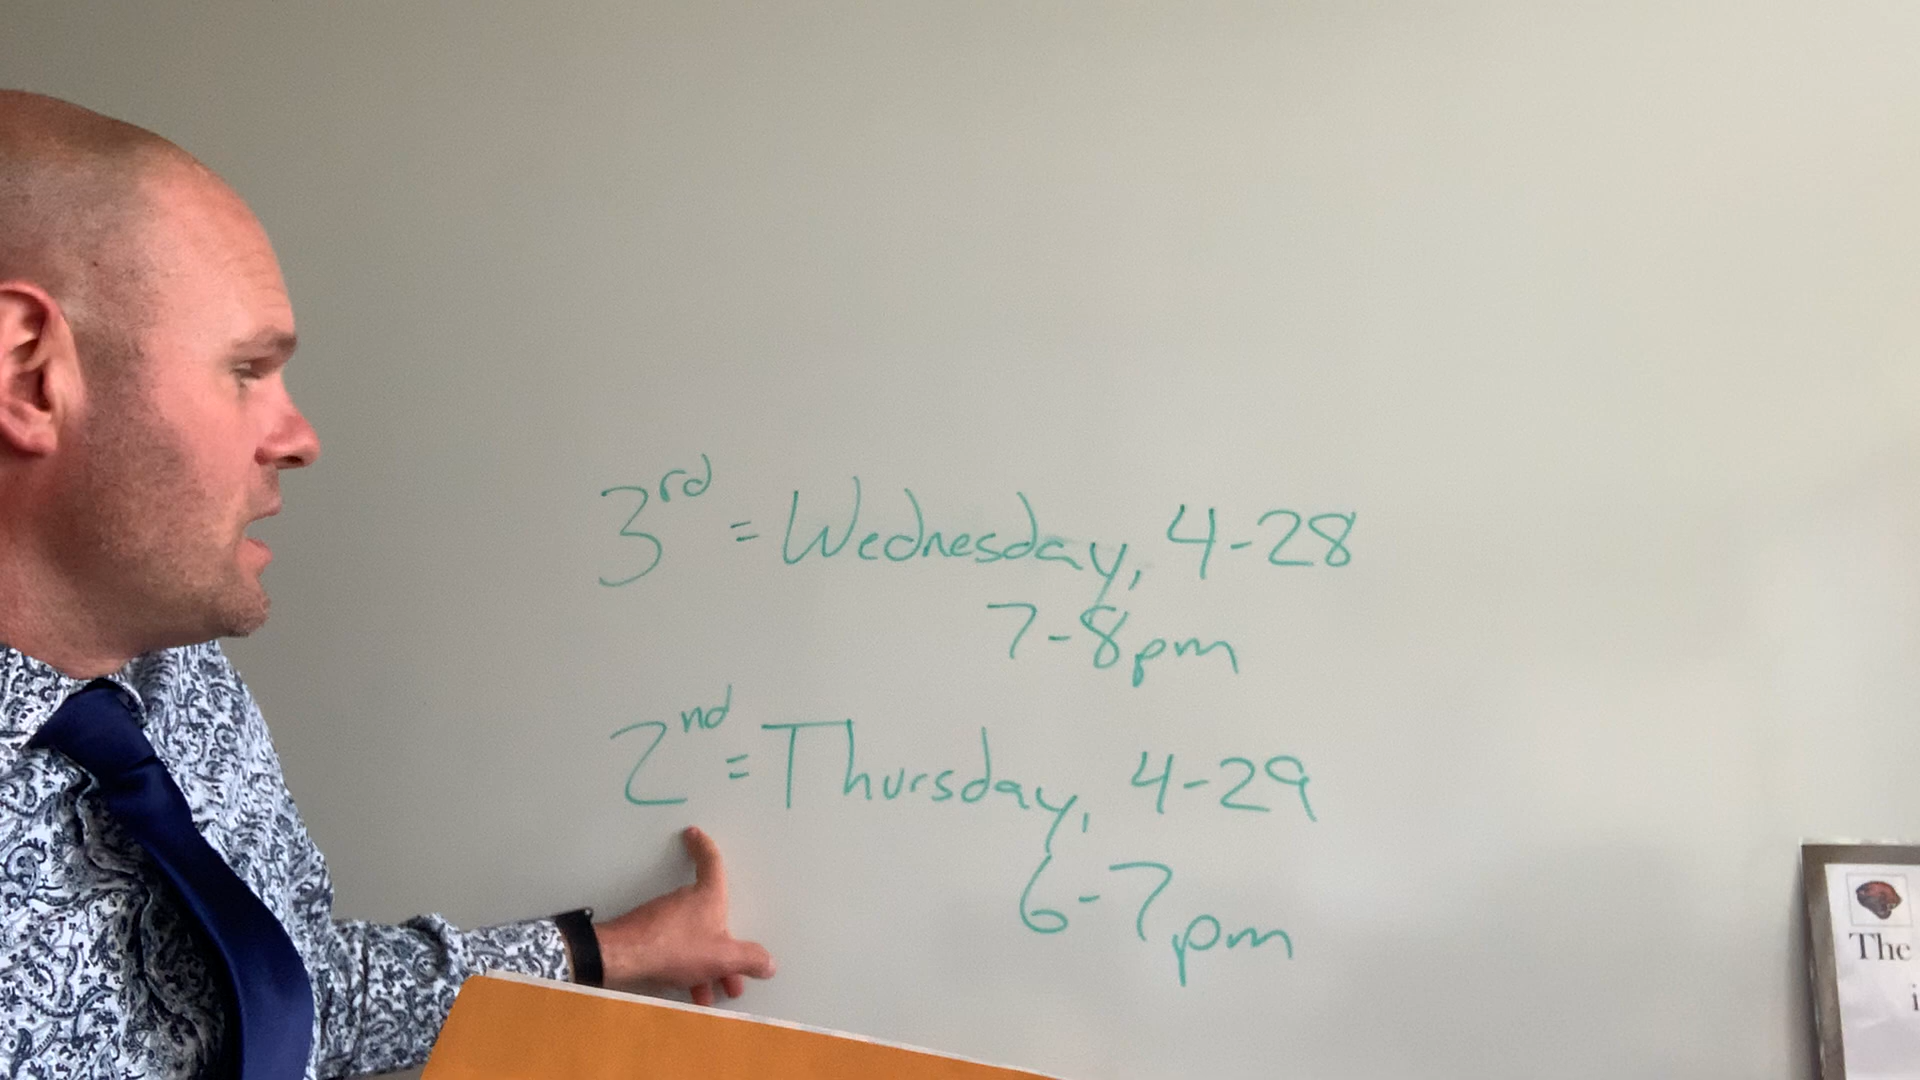 3rd = Wednesday, 4-28
7-8pm
2nd = Thursday, 4-29
6-7pm
The
i